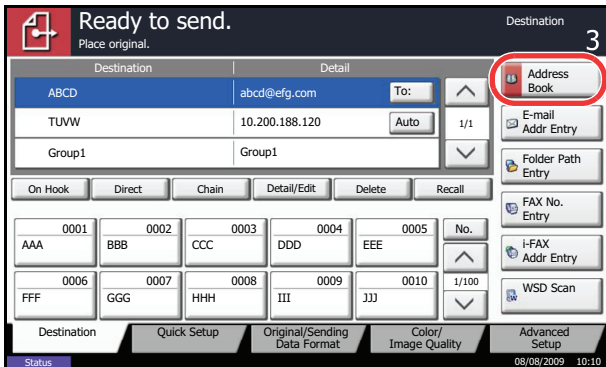 Ready to send.
Destination
Place original.
3
Destination Detail
ABCD abcd@efg.com To:
TUVW 10.200.188.120 Auto 1/1
Group1 Group1
Address
Book
E-mail
Addr Entry
Folder Path
Entry
FAX No.
Entry
i-FAX
Addr Entry
WSD Scan
On Hook Direct Chain Detail/Edit Delete Recall
0001 0002 0003 0004 0005 No.
AAA BBB CCC DDD EEE
0006 0007 0008 0009 0010 1/100
FFF GGG HHH III JJJ
Destination Quick Setup Original/Sending
Data Format Color/
Image Quality Advanced
Setup
Status 08/08/2009 10:10